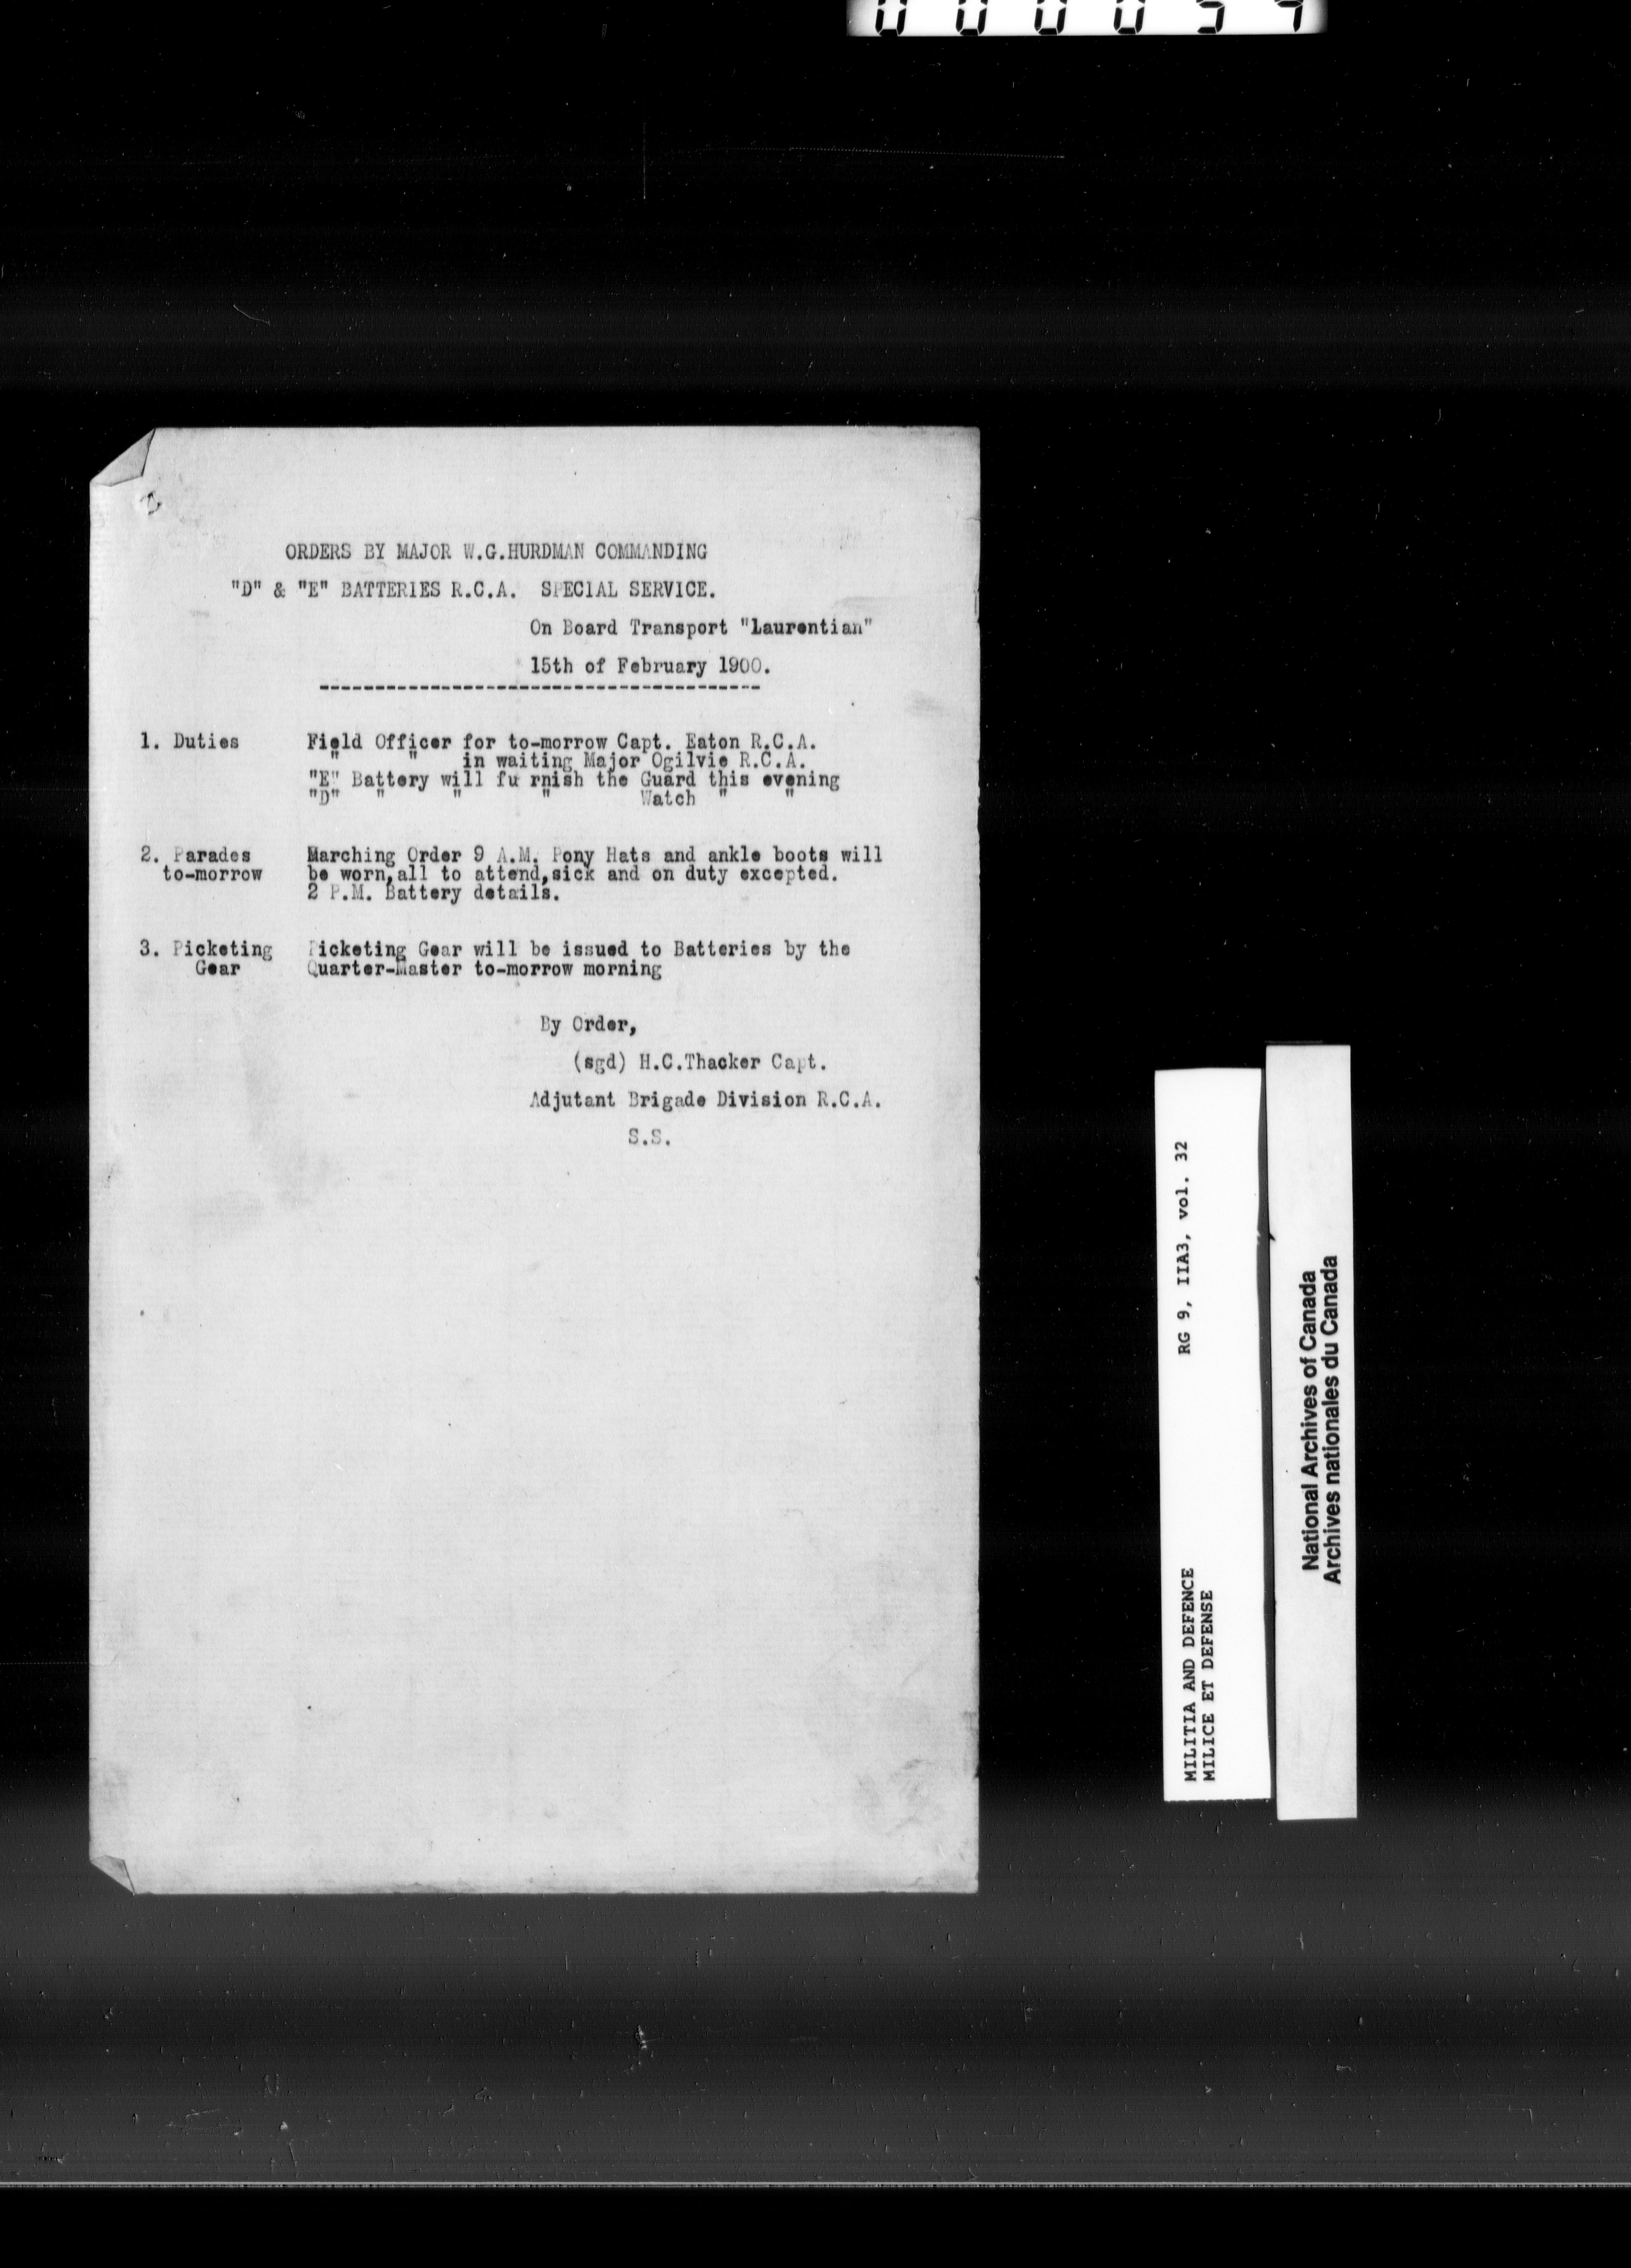 ORDERS BY MAJOR W.G.HURDMAN COMMANDING
"D" & "E" BATTERIES R.C.A. SPECIAL SERVICE.
On Board Transport "Laurentian"
15th of February 1900.
----------------------------------------
1. Duties Field Officer for to-morrow Capt. Eaton R.C.A.
" " in waiting Major Ogilvie R.C.A.
"E" Battery will fu rnish the Guard this evening
"D" " " " Watch " "
2. Parades Marching Order 9 A.M. Pony Hats and ankle boots will
to-morrow be worn,all to attend,sick and on duty excepted.
2 P.M. Battery details.
3. Picketing Picketing Gear will be issued to Batteries by the
Gear Quarter-Master to-morrow morning
By Order,
(sgd) H.C.Thacker Capt.
Adjutant Brigade Division R.C.A.
S.S.
MILITIA AND DEFENCE RG 9, IIA3, vol. 32
MILICE ET DEFENSE
National Archives of Canada
Archives nationales du Canada